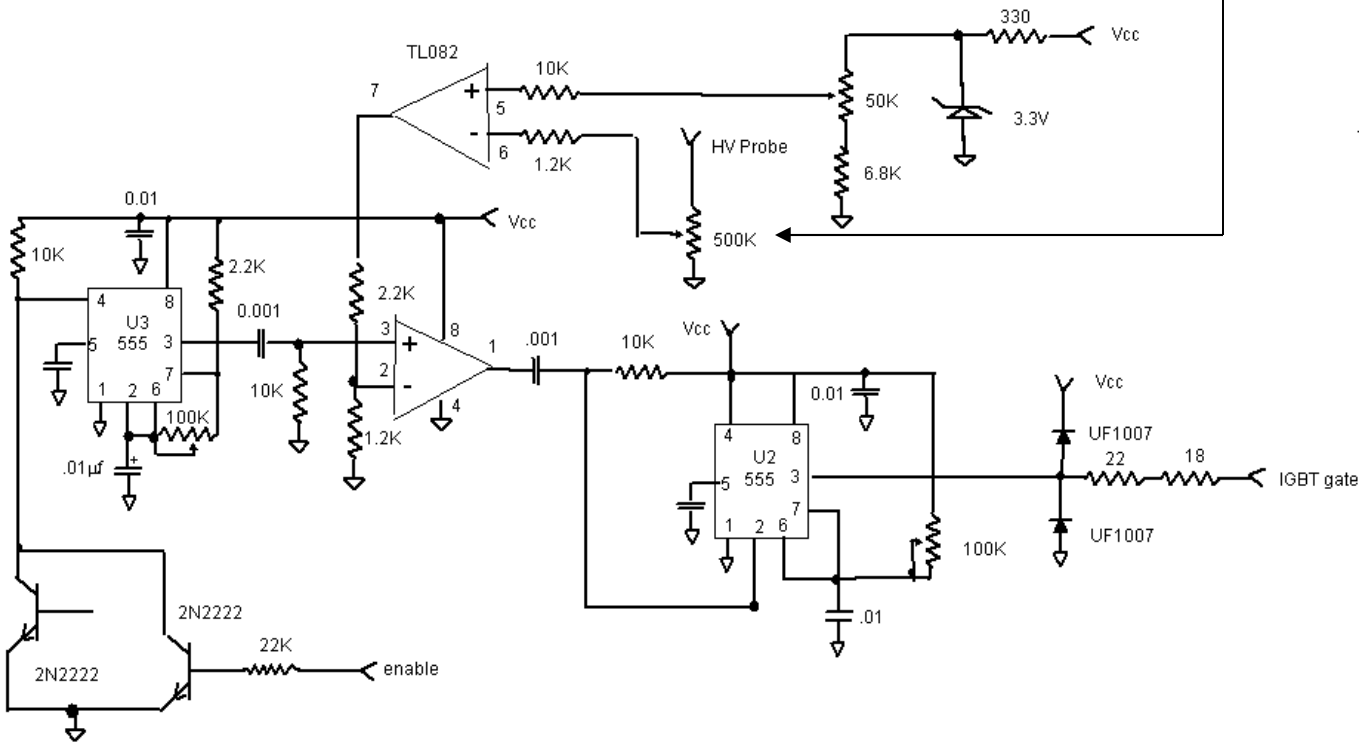 330
Vcc
TL082
10K
7
+
5
50K
3.3V
-
6
1.2K
HV Probe
6.8K
0.01
Vcc
500K
10K
2.2K
2.2K
4
8
0.001
U3
555
3
3
+
8
1
.001
10K
Vcc
5
7
2
-
1
2
6
10K
4
0.01
Vcc
100K
1.2K
4
8
UF1007
.01µf
+
U2
555
3
22
18
IGBT gate
5
7
1
2
6
UF1007
100K
2N2222
.01
22K
enable
2N2222